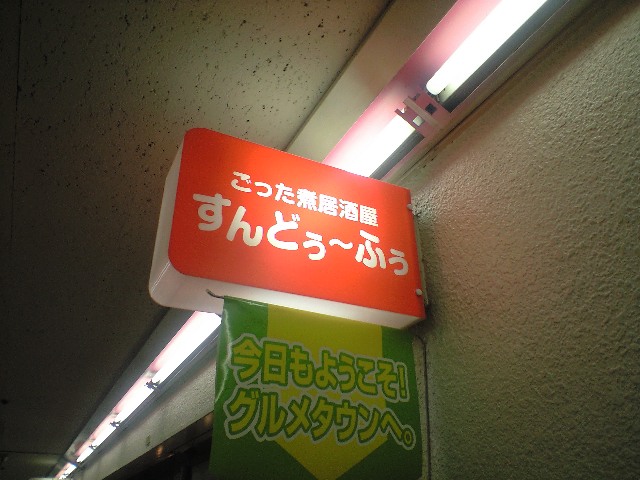 ごった煮居酒屋
すんどぅ〜ふぅ
今日もようこそ!
グルメタウンへ。